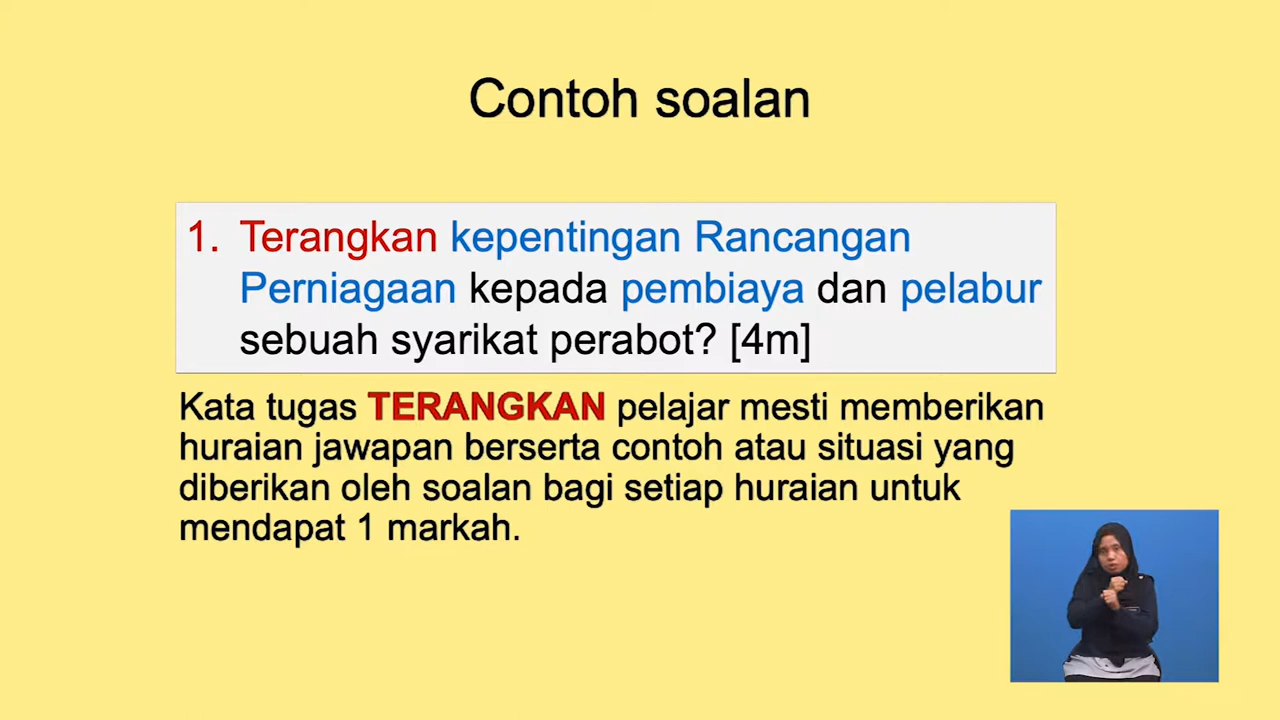 Contoh soalan
1. Terangkan kepentingan Rancangan
Perniagaan kepada pembiaya dan pelabur
sebuah syarikat perabot? [4m]
Kata tugas TERANGKAN pelajar mesti memberikan
huraian jawapan berserta contoh atau situasi yang
diberikan oleh soalan bagi setiap huraian untuk
mendapat 1 markah.